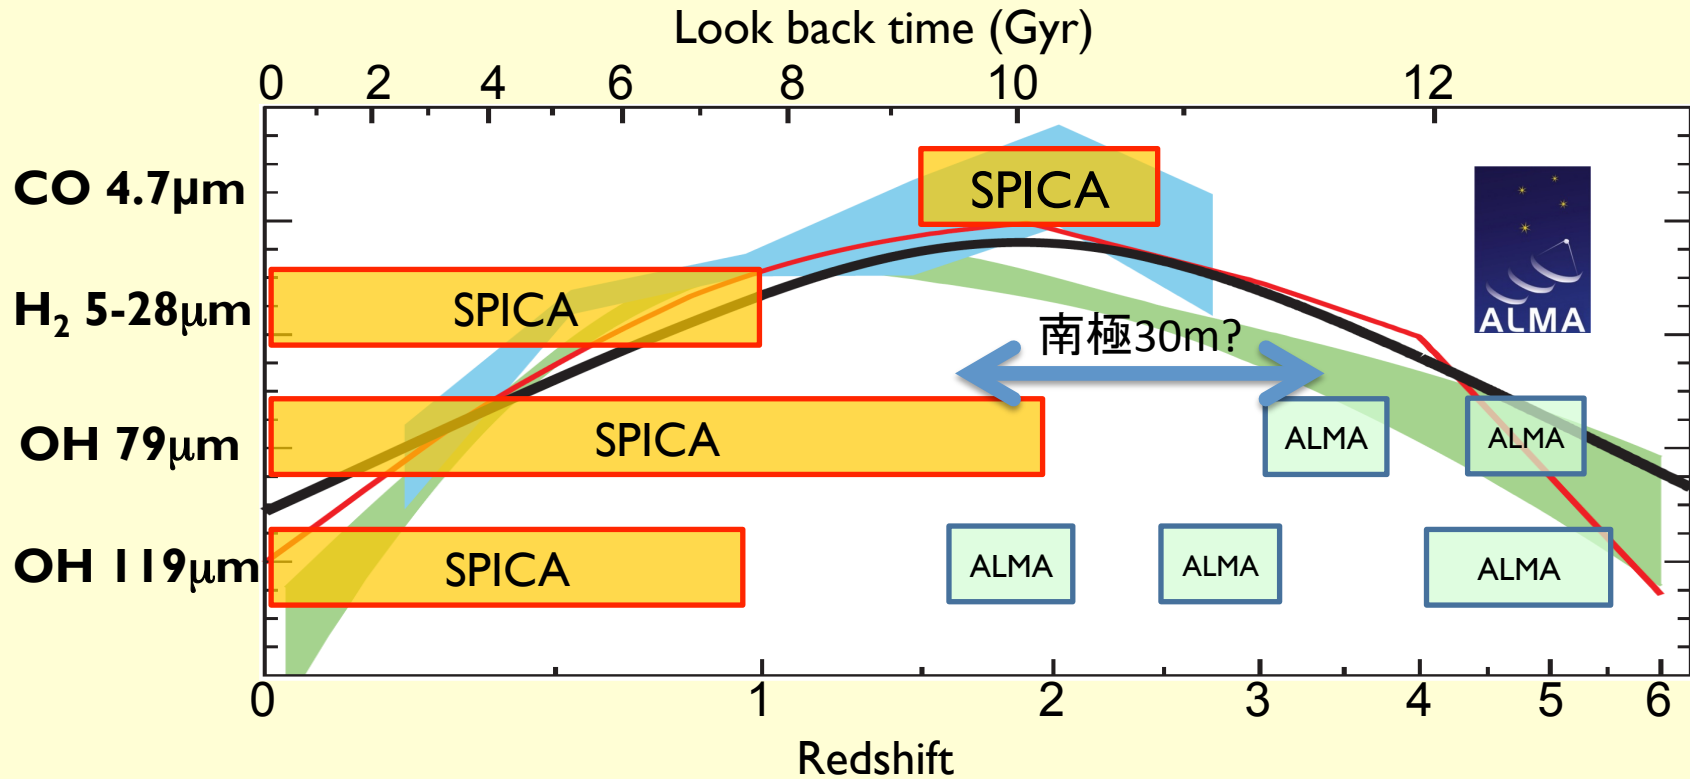 Look back time (Gyr)
0 2 4 6 8 10 12
CO 4.7μm SPICA
ALMA
H₂ 5-28μm SPICA
南極30m?
OH 79μm SPICA ALMA ALMA
OH 119μm SPICA ALMA ALMA ALMA
0 1 2 3 4 5 6
Redshift